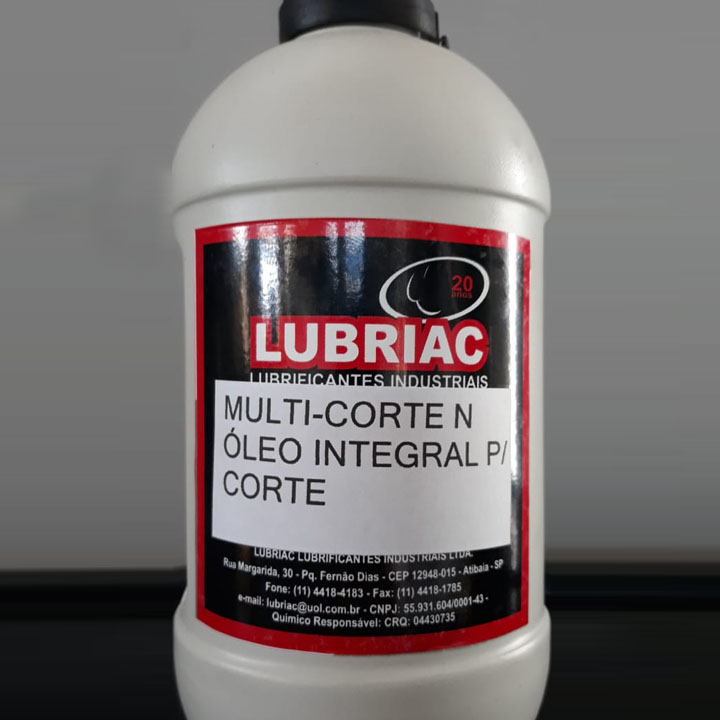 20
anos
LUBRIAC
LUBRIFICANTES INDUSTRIAIS
MULTI-CORTE N
ÓLEO INTEGRAL P/
CORTE
LUBRIAC LUBRIFICANTES INDUSTRIAIS LTDA.
Rua Margarida, 30 - Pq. Fernão Dias - CEP 12948-015 - Atibaia - SP
Fone: (11) 4418-4183 - Fax: (11) 4418-1785
e-mail: lubriac@uol.com.br - CNPJ: 55.931.604/0001-43 -
Quimico Responsável: CRQ: 04430735